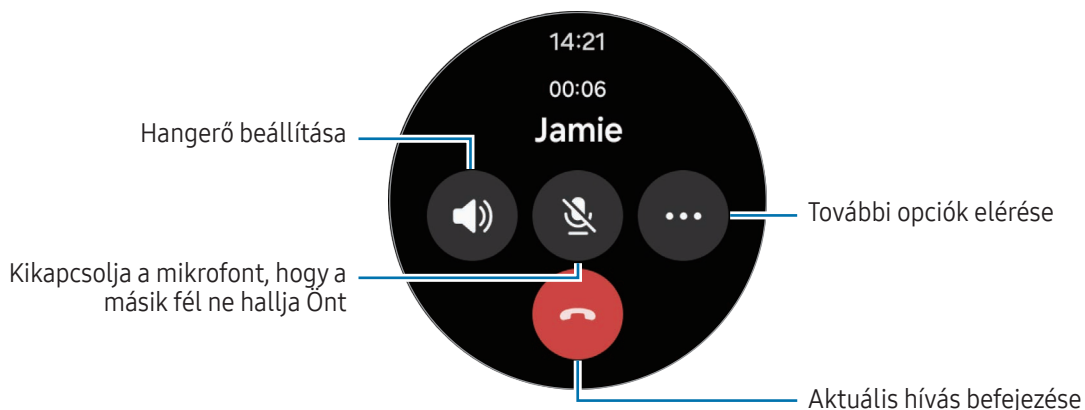 14:21
00:06
Jamie
Hangerő beállítása
További opciók elérése
Kikapcsolja a mikrofont, hogy a
másik fél ne hallja Önt
Aktuális hívás befejezése